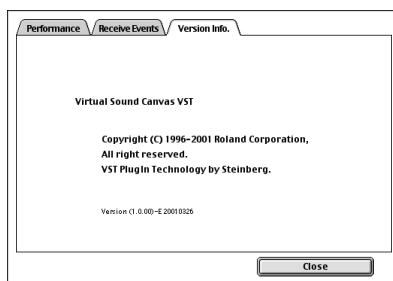 Performance
Receive Events
Version Info.
Virtual Sound Canvas VST
Copyright (C) 1996-2001 Roland Corporation,
All right reserved.
VST PlugIn Technology by Steinberg.
Version (1.0.00)-E 20010326
Close